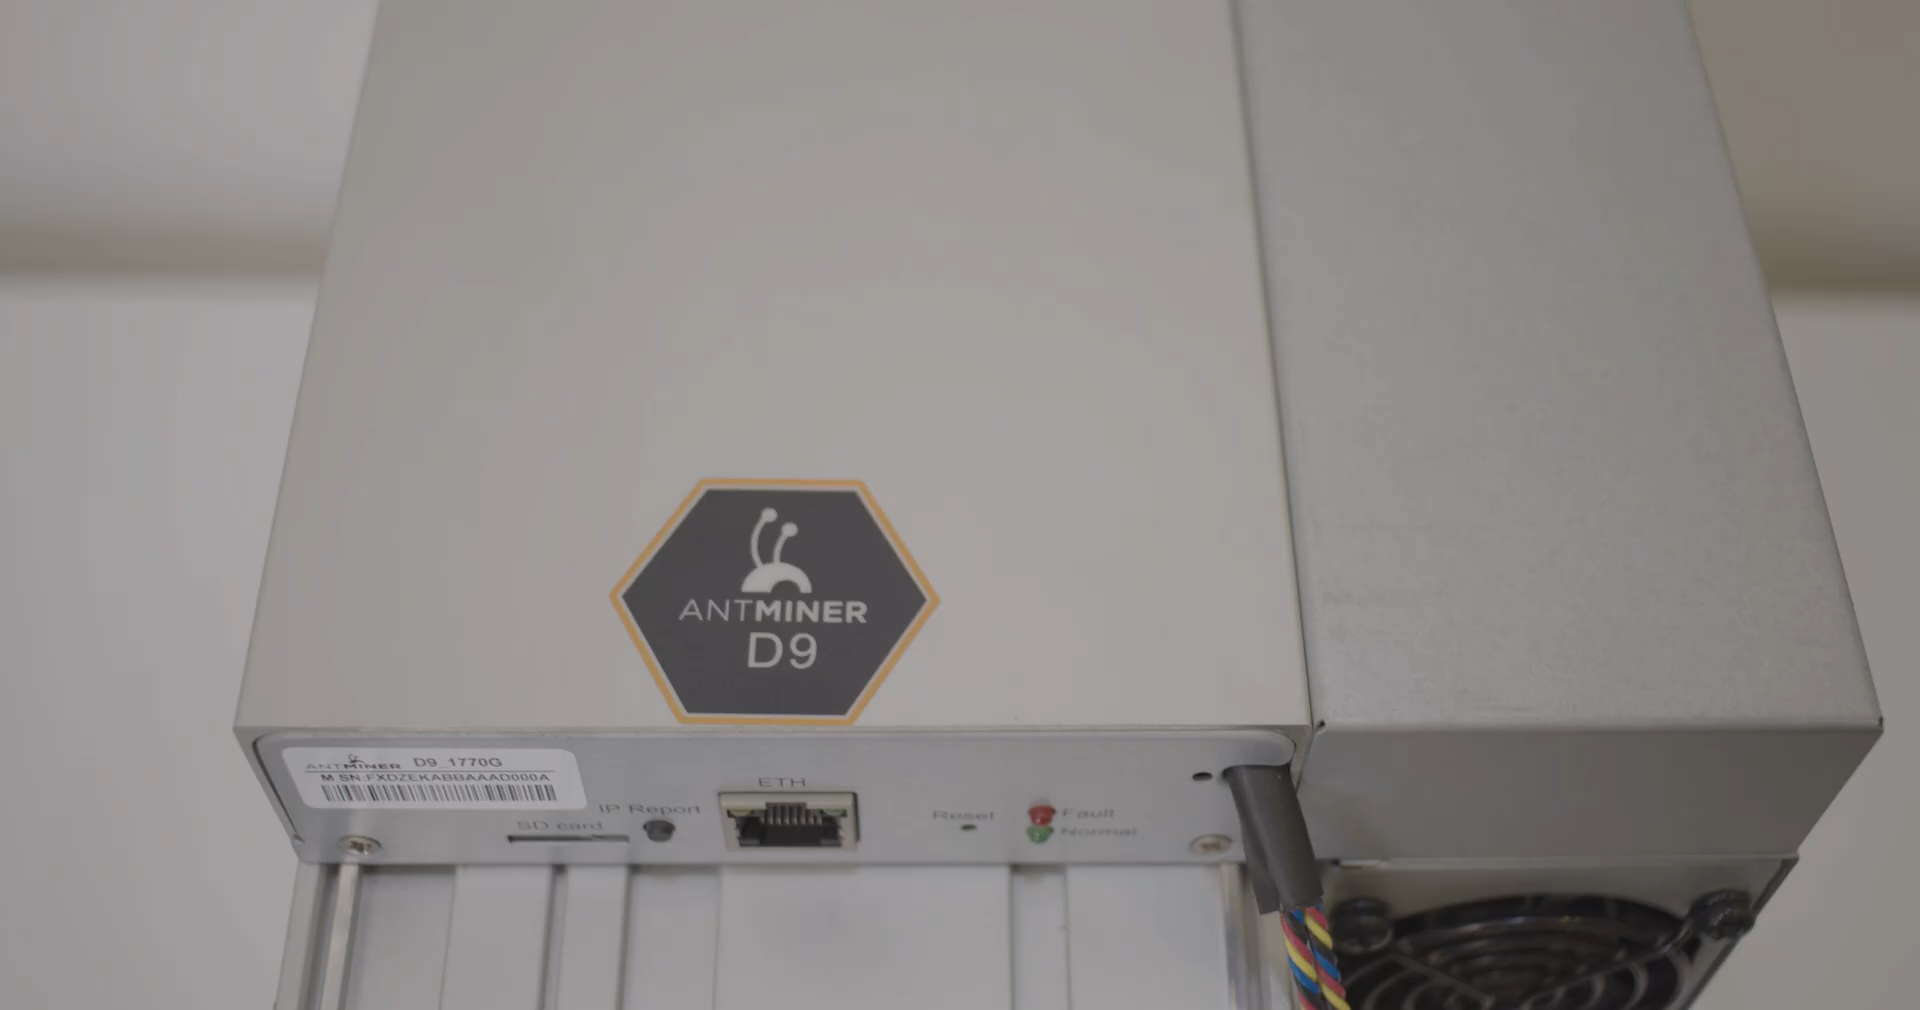 ANTMINER
D9
ANTMINER D9_1770G
M SN:FXDZEKABBAAAD000A
SD card
IP Report
ETH
Reset
Fault
Normal